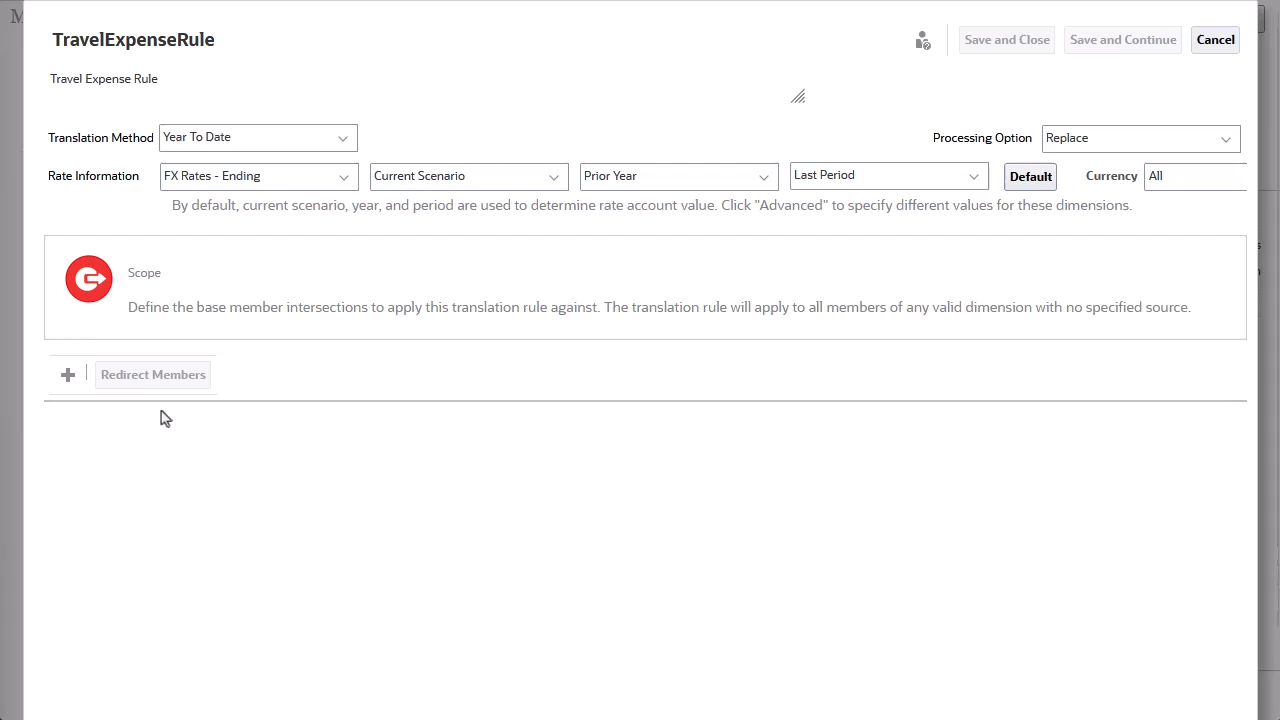 M
TravelExpenseRule
Save and Close
Save and Continue
Cancel
Travel Expense Rule
Translation Method
Year To Date
Processing Option
Replace
Rate Information
FX Rates - Ending
Current Scenario
Prior Year
Last Period
Default
Currency
All
By default, current scenario, year, and period are used to determine rate account value. Click "Advanced" to specify different values for these dimensions.
Scope
Define the base member intersections to apply this translation rule against. The translation rule will apply to all members of any valid dimension with no specified source.
Redirect Members